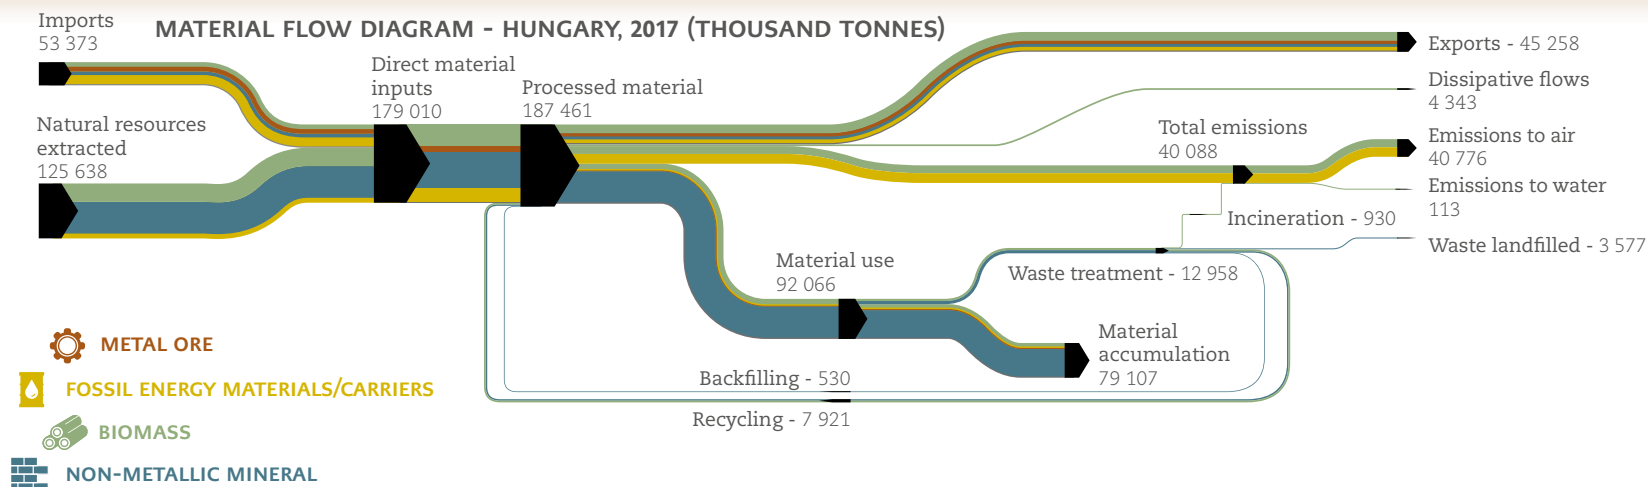 MATERIAL FLOW DIAGRAM - HUNGARY, 2017 (THOUSAND TONNES)
Imports
53 373
Natural resources
extracted
125 638
Direct material
inputs
179 010
Processed material
187 461
Exports - 45 258
Dissipative flows
4 343
Total emissions
40 088
Emissions to air
40 776
Emissions to water
113
Incineration - 930
Waste landfilled - 3 577
Material use
92 066
Waste treatment - 12 958
Material
accumulation
79 107
Backfilling - 530
Recycling - 7 921
METAL ORE
FOSSIL ENERGY MATERIALS/CARRIERS
BIOMASS
NON-METALLIC MINERAL